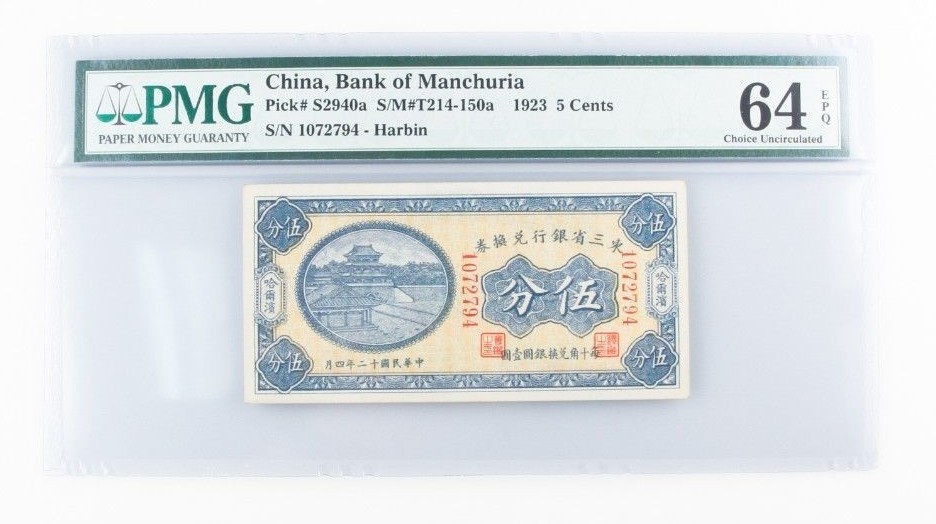 PMG
PAPER MONEY GUARANTY
China, Bank of Manchuria
Pick# S2940a S/M#T214-150a 1923 5 Cents
S/N 1072794 - Harbin
64
EPQ
Choice Uncirculated
伍分
伍分
東三省銀行兌換券
1072794
1072794
哈爾濱
哈爾濱
伍分
每十角兌換銀圓壹圓
伍分
伍分
中華民國十二年四月